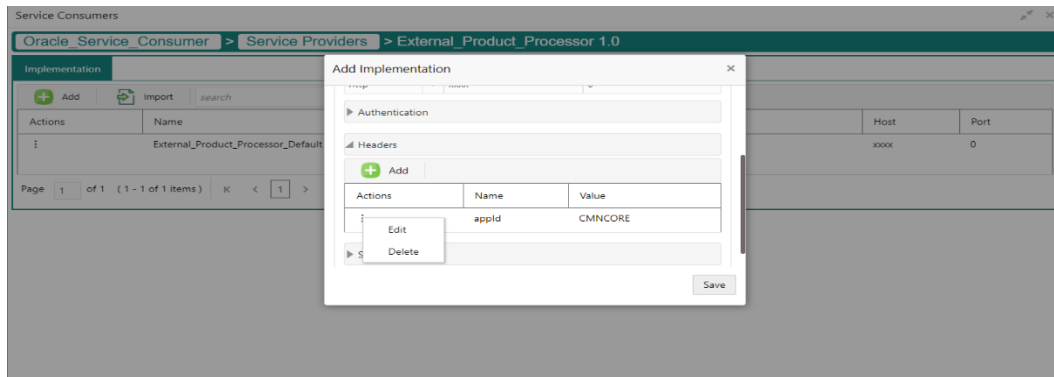 Service Consumers
Oracle_Service_Consumer > Service Providers > External_Product_Processor 1.0
Implementation
Add Implementation
Add Import search
Authentication
Actions Name Host Port
Headers
External_Product_Processor_Default xxxx 0
Add
Page 1 of 1 (1 - 1 of 1 items) K < 1 >
Actions Name Value
appId CMNCORE
Edit
Delete
Save